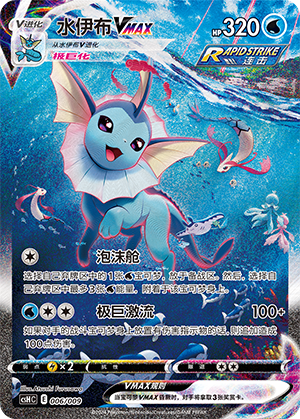 V进化
水伊布VMAX
HP 320
从水伊布V进化
极巨化
RAPID STRIKE
连击
泡沫舱
选择自己弃牌区中的1张宝可梦，放于备战区。然后，选择自己
弃牌区中最多3张能量，附着于该宝可梦身上。
极巨激流 100+
如果对手的战斗宝可梦身上放置有伤害指示物的话，则追加造成
100点伤害。
弱点 ×2 抗性 撤退
Illus. Atsushi Furusawa
VMAX规则
当宝可梦VMAX昏厥时，对手将拿取3张奖赏卡。
csHC E 006/009